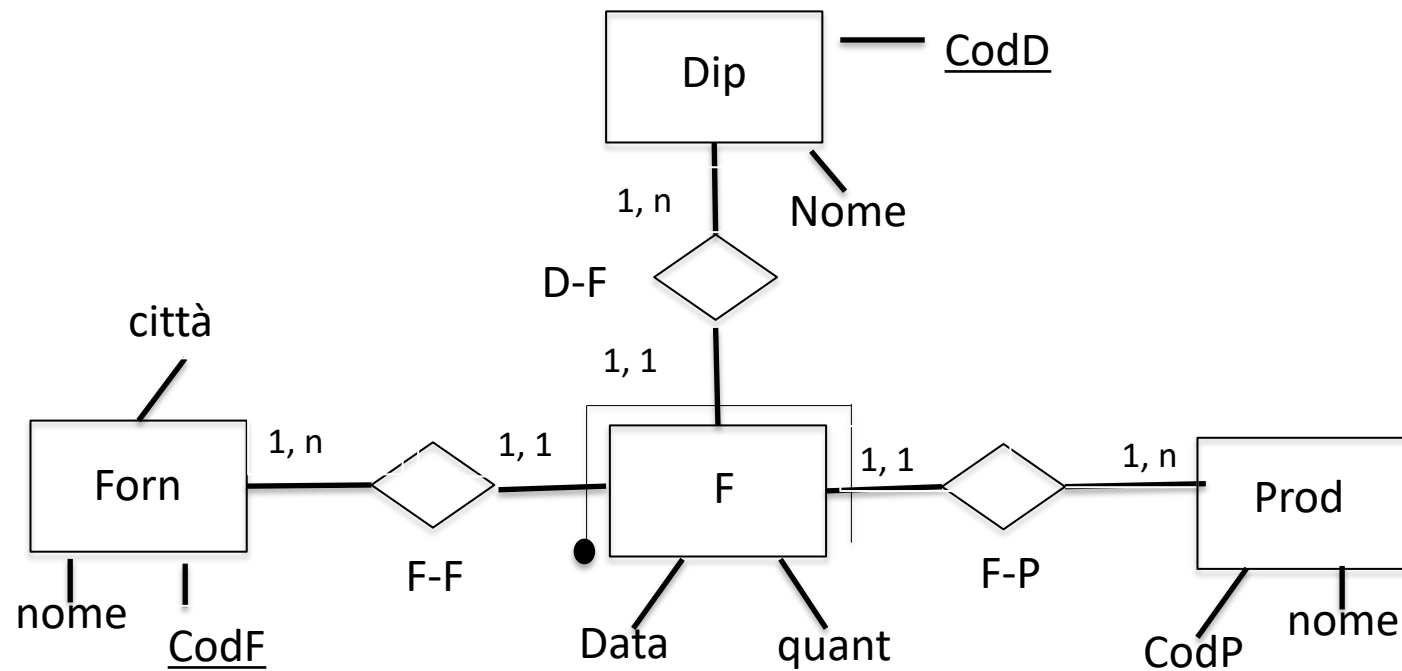 Dip
CodD
1, n
Nome
D-F
città
1, 1
Forn
1, n
1, 1
F
1, 1
1, n
Prod
F-F
F-P
nome
CodF
Data
quant
CodP
nome